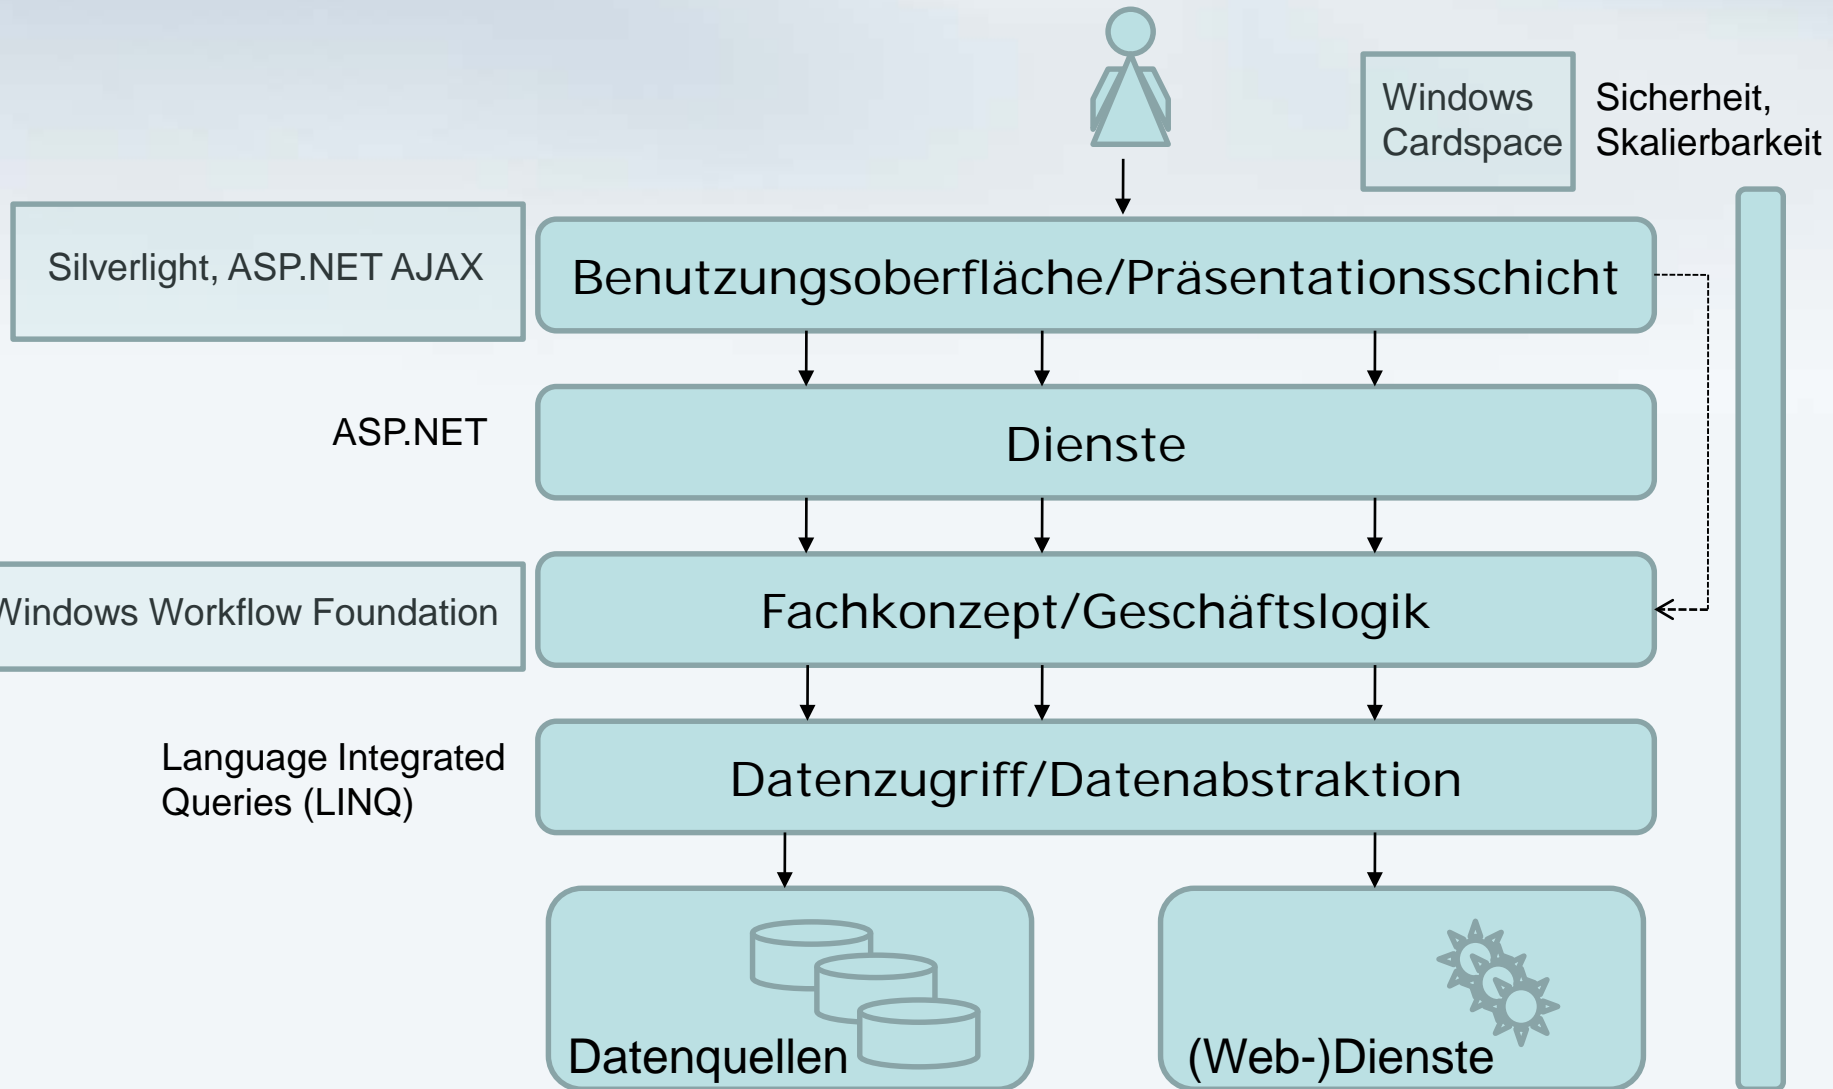 Windows
Cardspace
Sicherheit,
Skalierbarkeit
Silverlight, ASP.NET AJAX
Benutzungsoberfläche/Präsentationsschicht
ASP.NET
Dienste
Windows Workflow Foundation
Fachkonzept/Geschäftslogik
Language Integrated
Queries (LINQ)
Datenzugriff/Datenabstraktion
Datenquellen
(Web-)Dienste